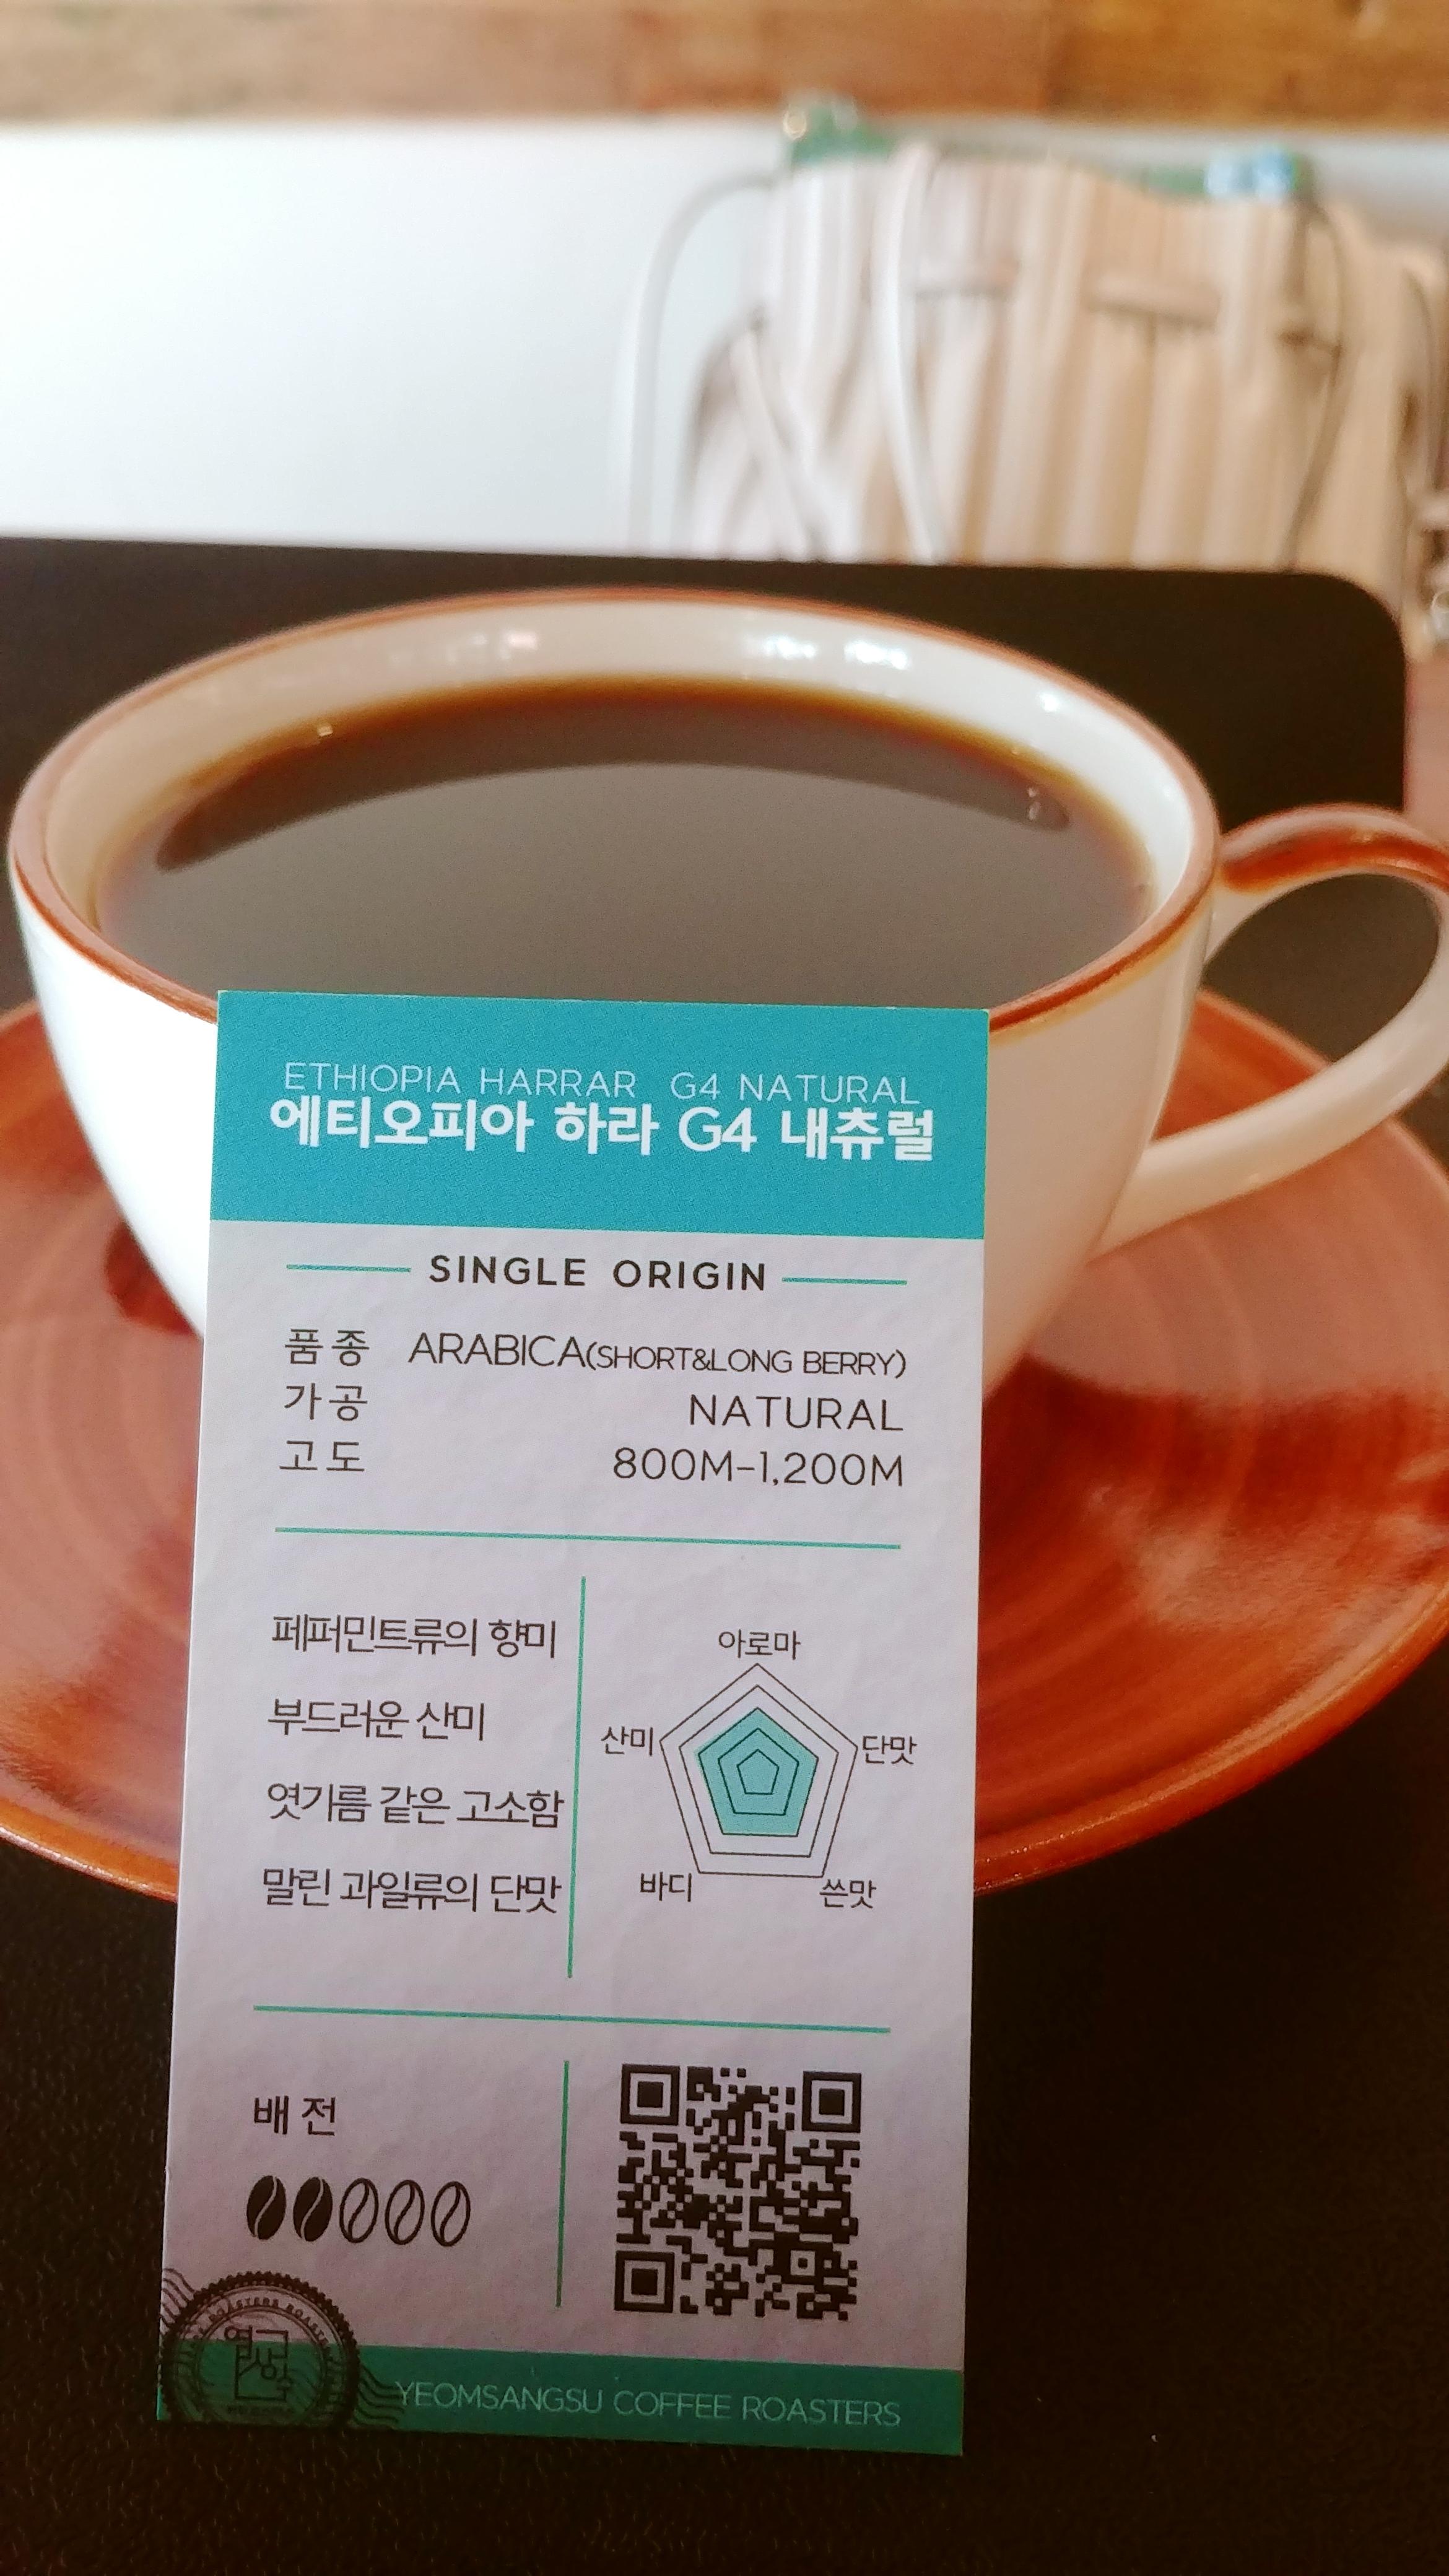 ETHIOPIA HARRAR G4 NATURAL
에티오피아 하라 G4 내츄럴
SINGLE ORIGIN
품종 ARABICA(SHORT&LONG BERRY)
가공 NATURAL
고도 800M-1,200M
페퍼민트류의 향미
부드러운 산미
엿기름 같은 고소함
말린 과일류의 단맛
아로마
산미
단맛
바디
쓴맛
배전
염상수
YEOMSANGSU COFFEE ROASTERS